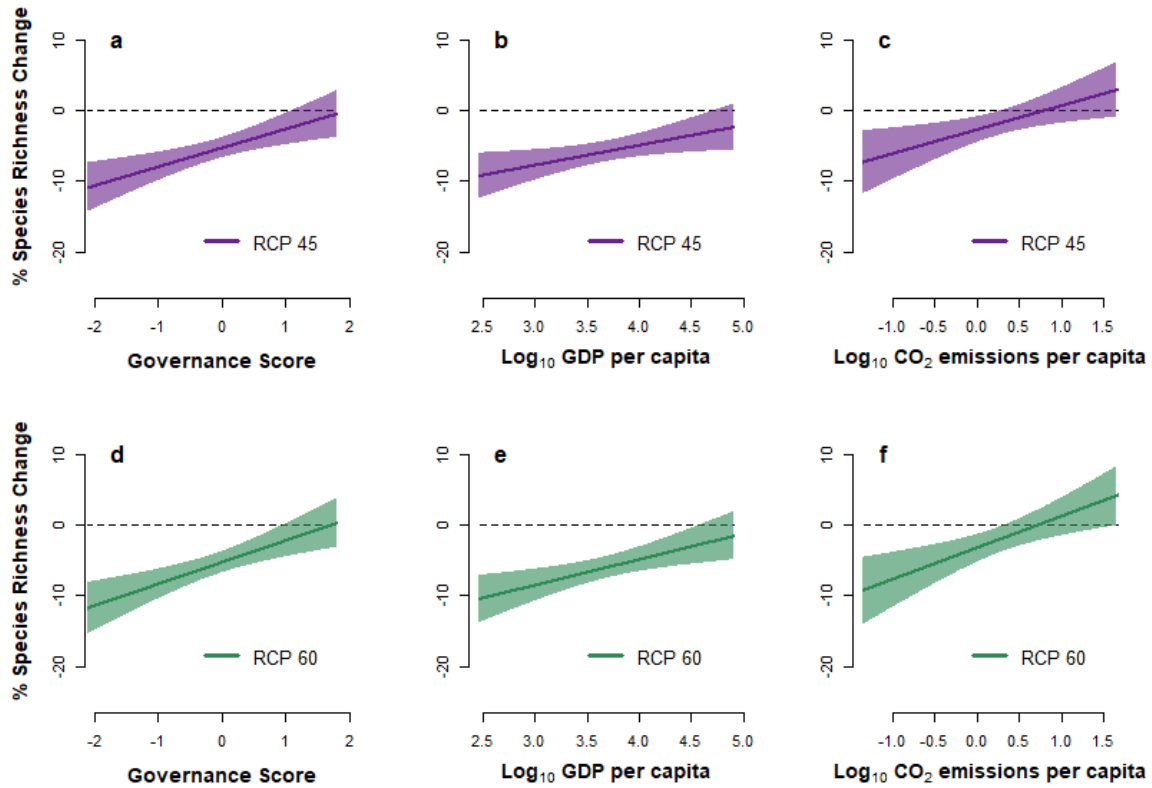 % Species Richness Change
10
0
-10
-20
a
RCP 45
-2 -1 0 1 2
Governance Score
b
10
0
-10
-20
RCP 45
2.5 3.0 3.5 4.0 4.5 5.0
Log₁₀ GDP per capita
c
10
0
-10
-20
RCP 45
-1.0 -0.5 0.0 0.5 1.0 1.5
Log₁₀ CO₂ emissions per capita
% Species Richness Change
10
0
-10
-20
d
RCP 60
-2 -1 0 1 2
Governance Score
e
10
0
-10
-20
RCP 60
2.5 3.0 3.5 4.0 4.5 5.0
Log₁₀ GDP per capita
f
10
0
-10
-20
RCP 60
-1.0 -0.5 0.0 0.5 1.0 1.5
Log₁₀ CO₂ emissions per capita